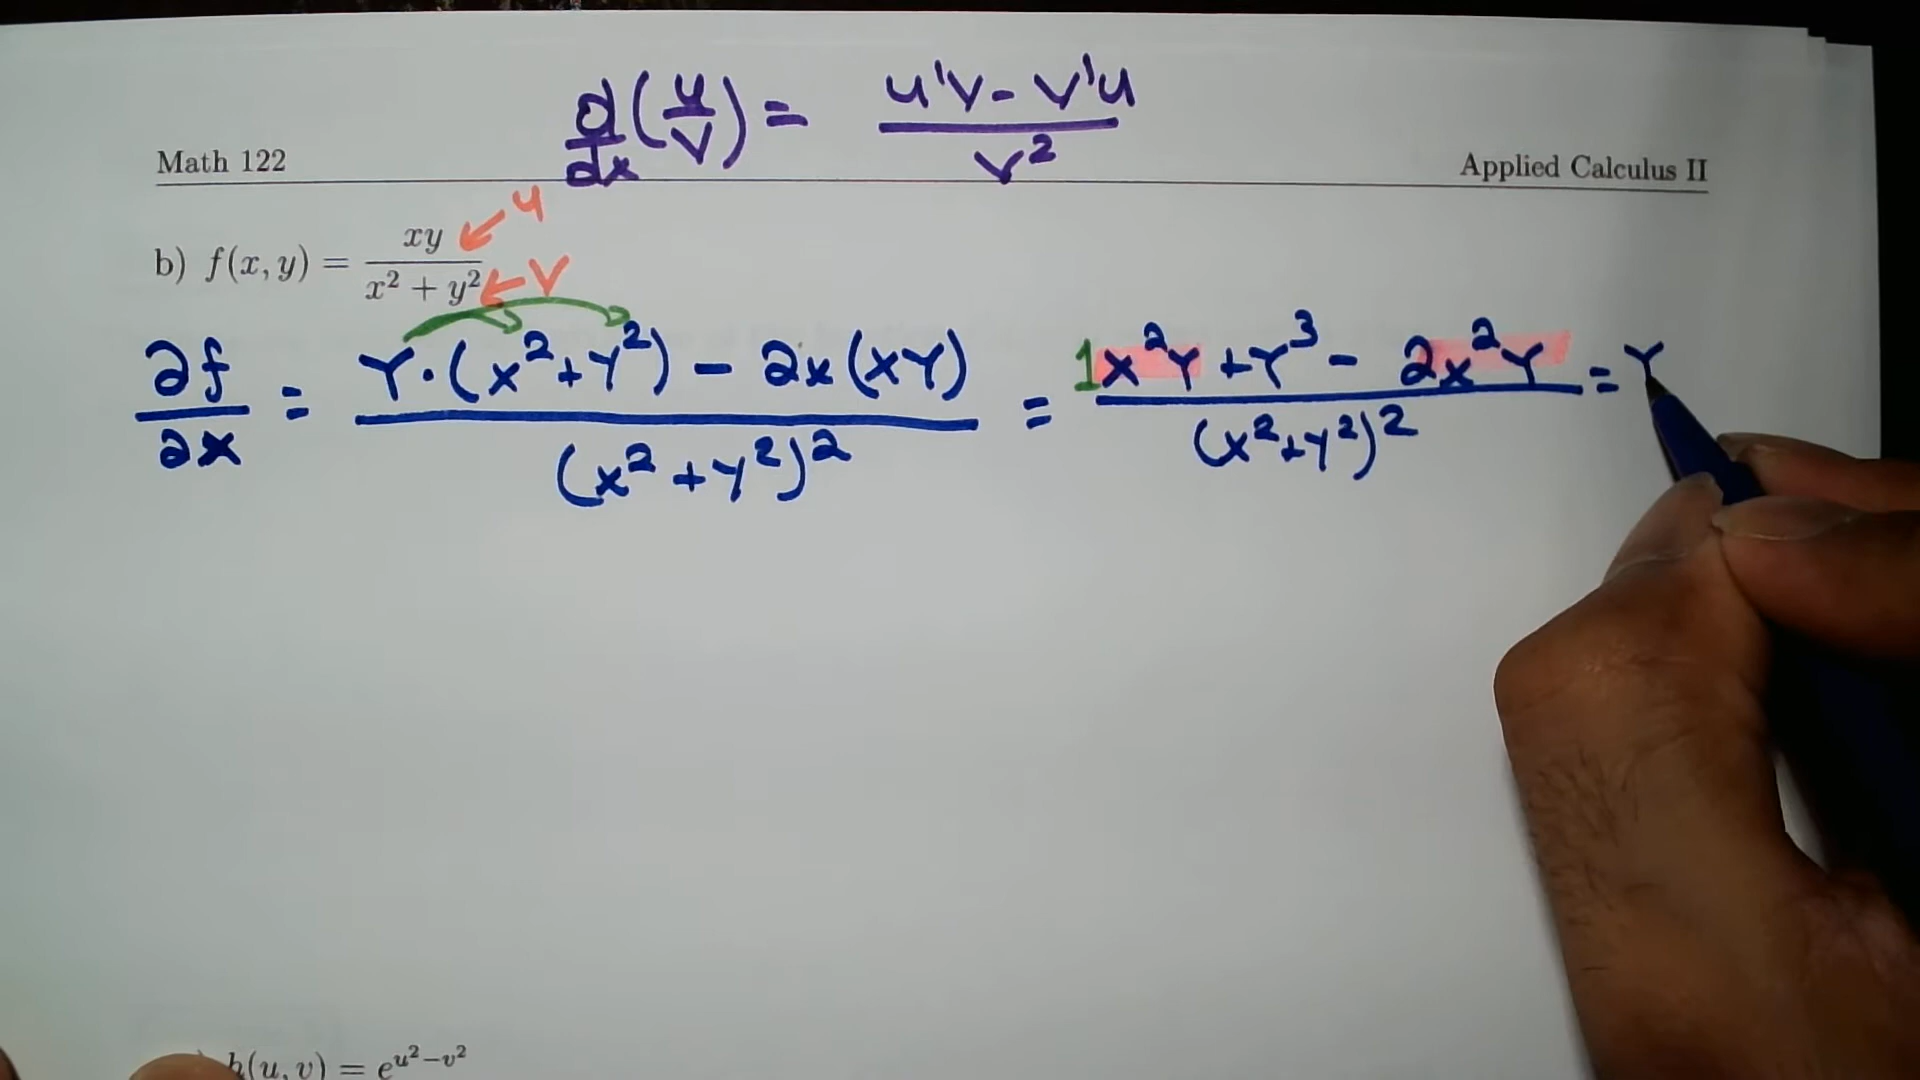 d/dx (u/v) = (u'v - v'u)/v²
Math 122
Applied Calculus II
u
b) f(x, y) = xy/(x² + y²)
v
∂f/∂x = (Y·(x²+Y²) - 2x(xY))/(x²+Y²)² = (1x²Y + Y³ - 2x²Y)/(x²+Y²)² = Y
h(u, v) = e^(u²−v²)